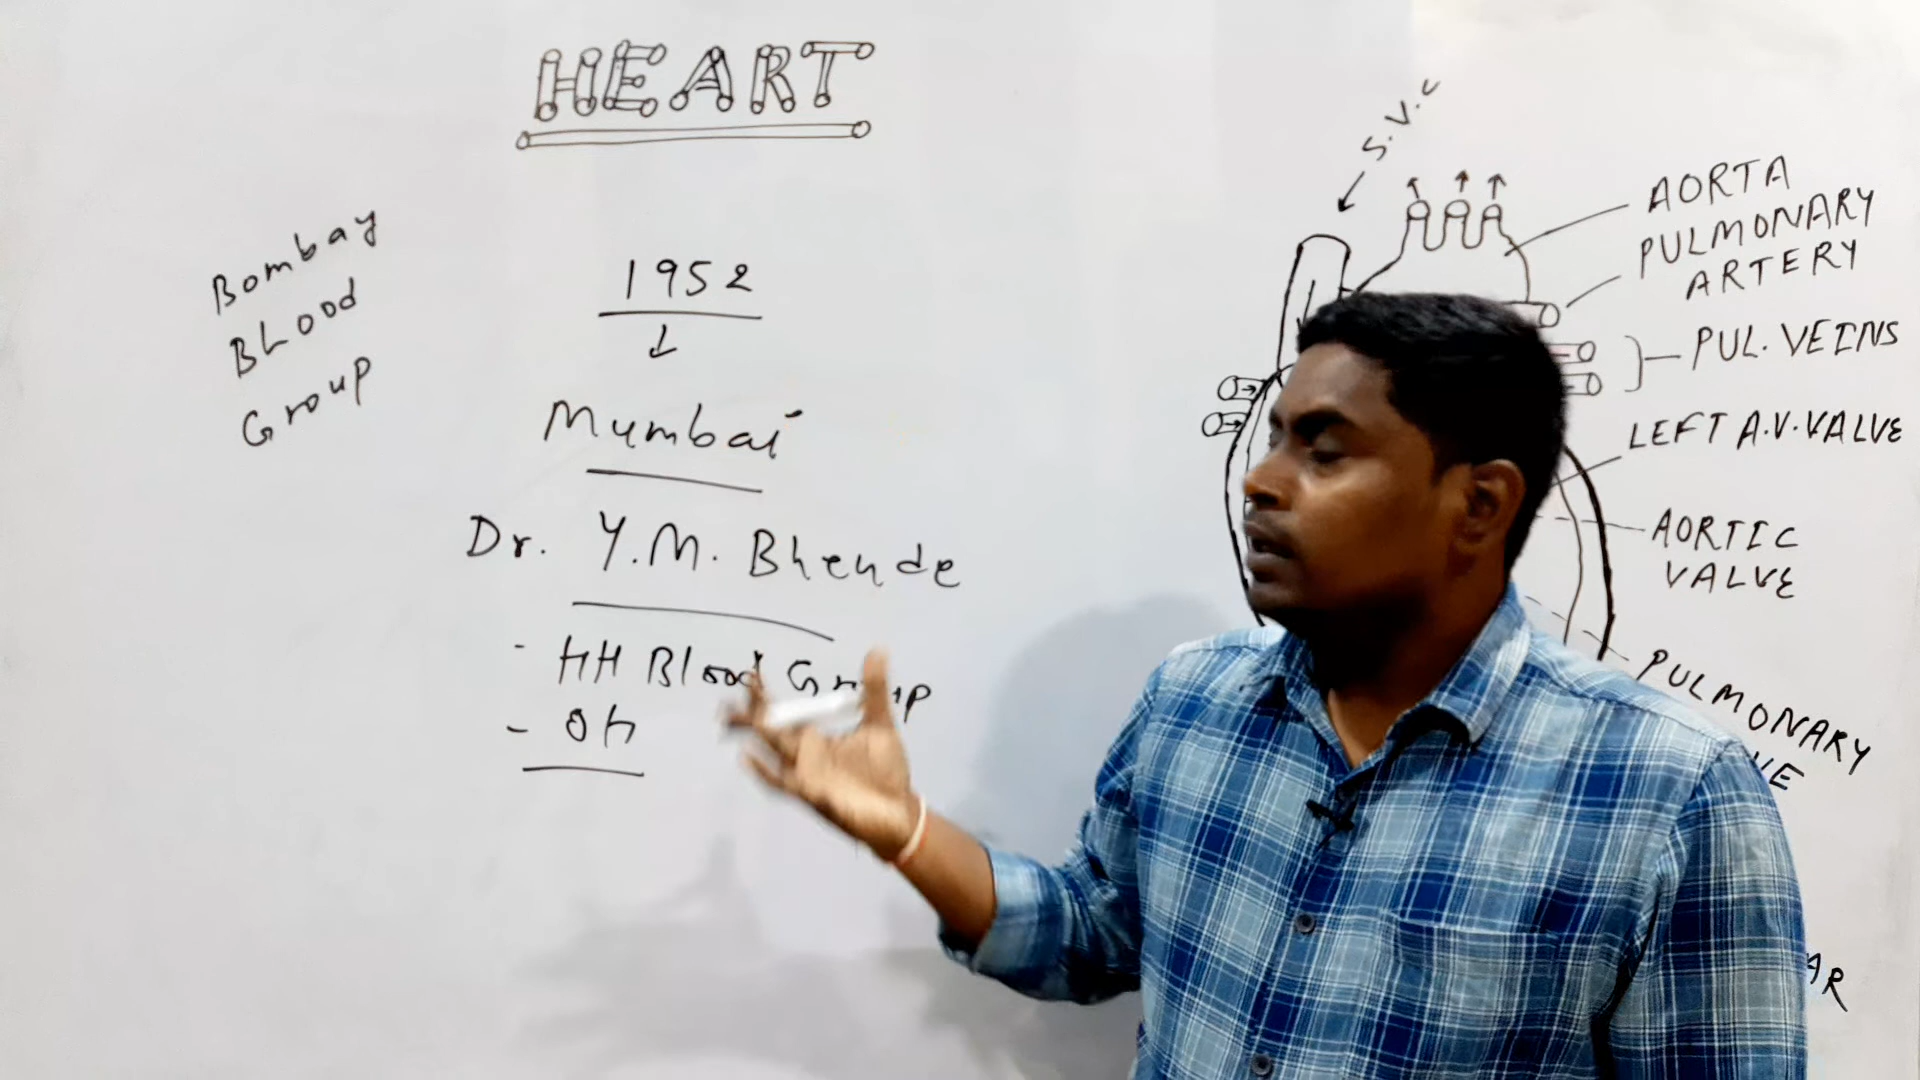 HEART
Bombay
Blood
Group
1952
Mumbai
Dr. Y.M. Bhende
- HH Blood Group
- Oh
S.V.C
AORTA
PULMONARY
ARTERY
PUL. VEINS
LEFT A.V. VALVE
AORTIC
VALVE
PULMONARY